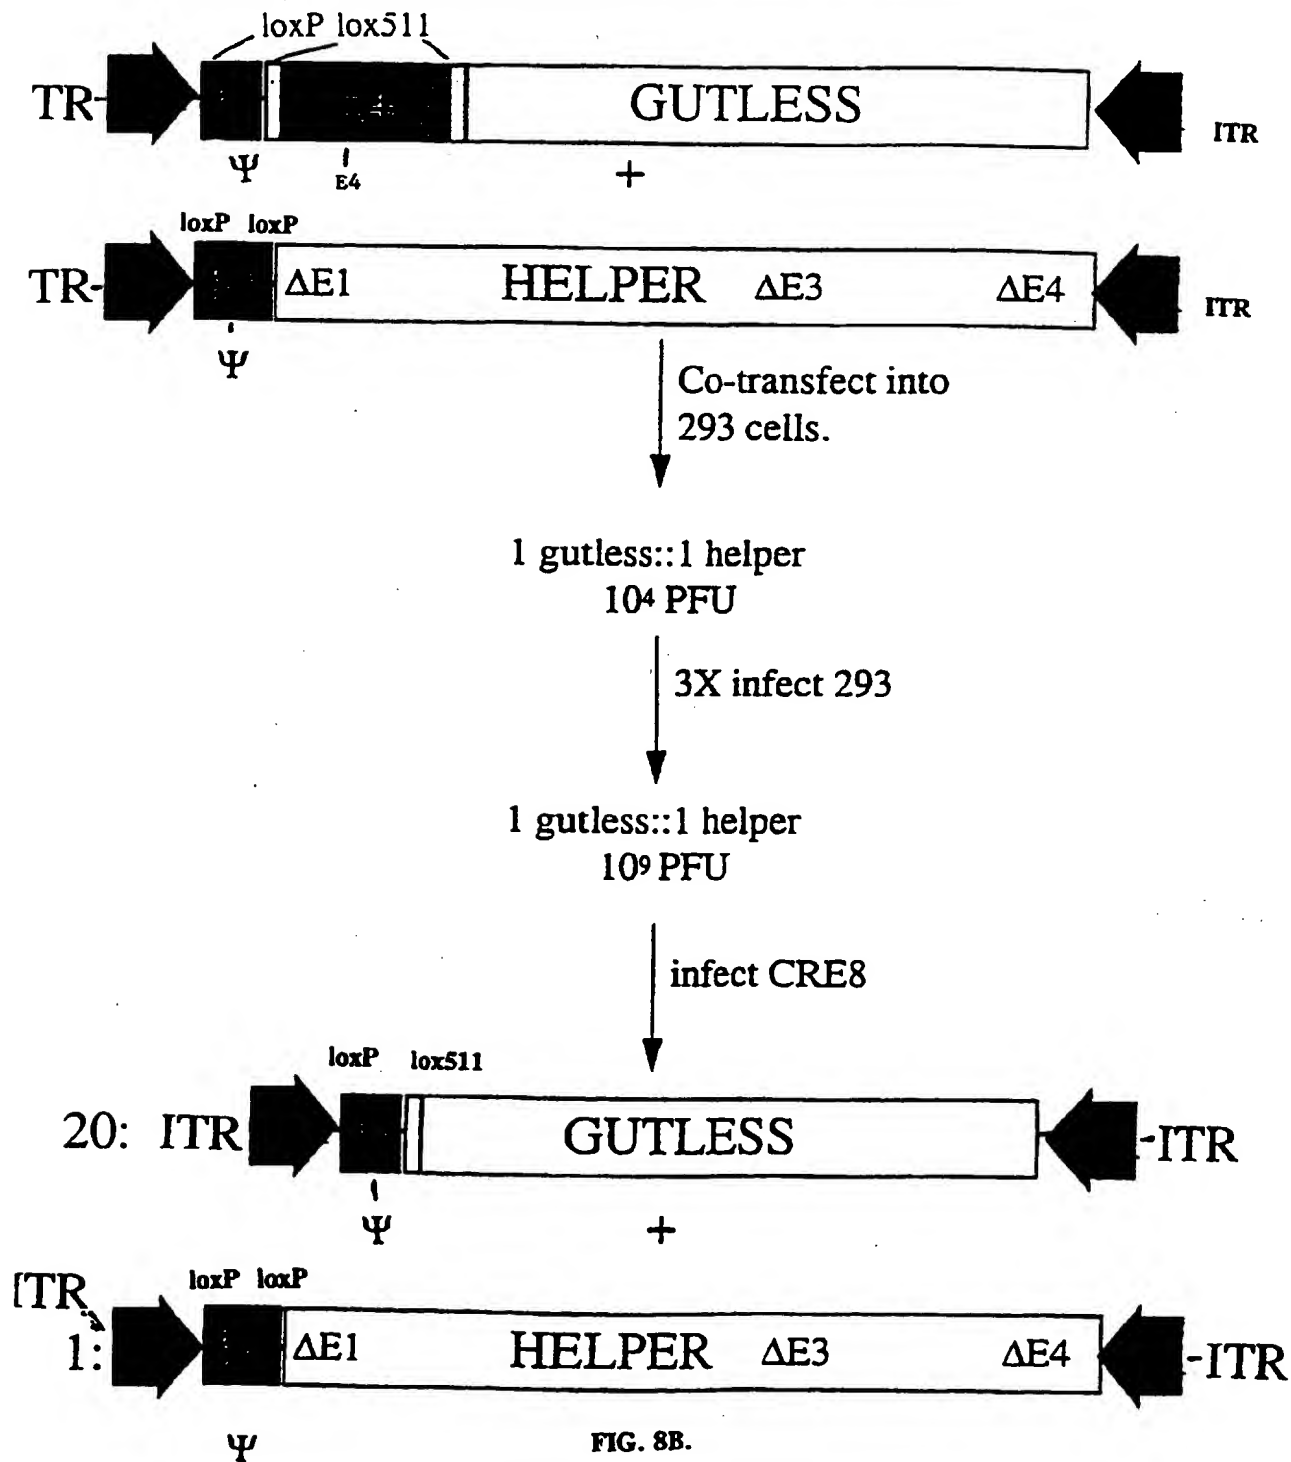 loxP lox511
TR- GUTLESS ITR
Ψ E4 +
loxP loxP
TR- ΔE1 HELPER ΔE3 ΔE4 ITR
Ψ
Co-transfect into
293 cells.
1 gutless::1 helper
10⁴ PFU
3X infect 293
1 gutless::1 helper
10⁹ PFU
infect CRE8
loxP lox511
20: ITR GUTLESS -ITR
Ψ +
loxP loxP
ITR
1: ΔE1 HELPER ΔE3 ΔE4 -ITR
Ψ
FIG. 8B.